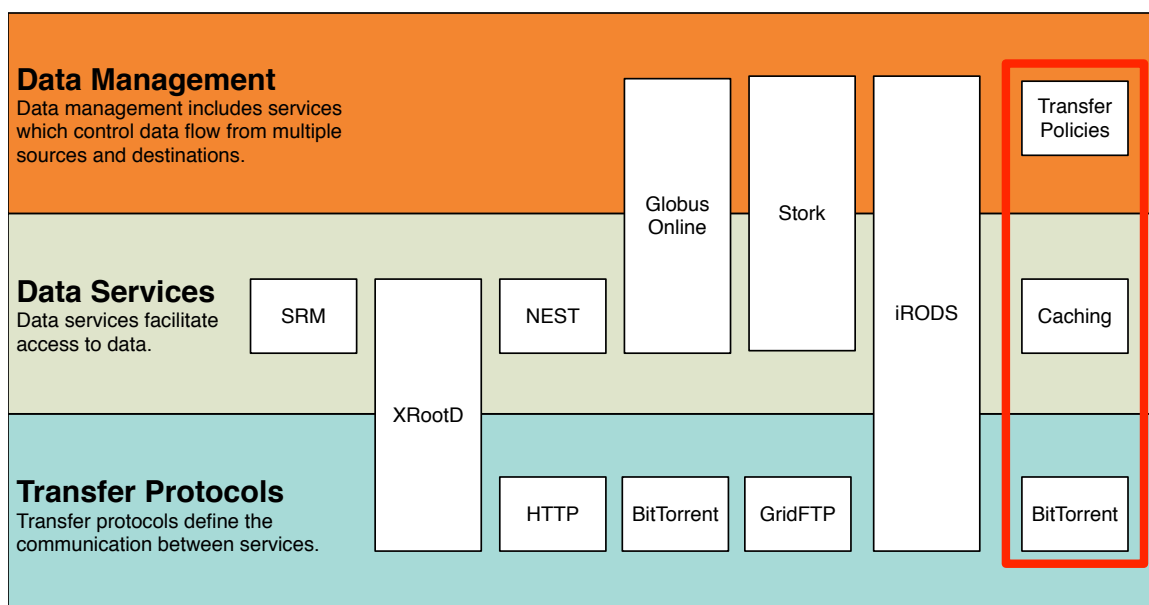 Data Management
Data management includes services
which control data flow from multiple
sources and destinations.
Globus
Online
Stork
iRODS
Transfer
Policies
Data Services
Data services facilitate
access to data.
SRM
XRootD
NEST
Caching
Transfer Protocols
Transfer protocols define the
communication between services.
HTTP
BitTorrent
GridFTP
BitTorrent